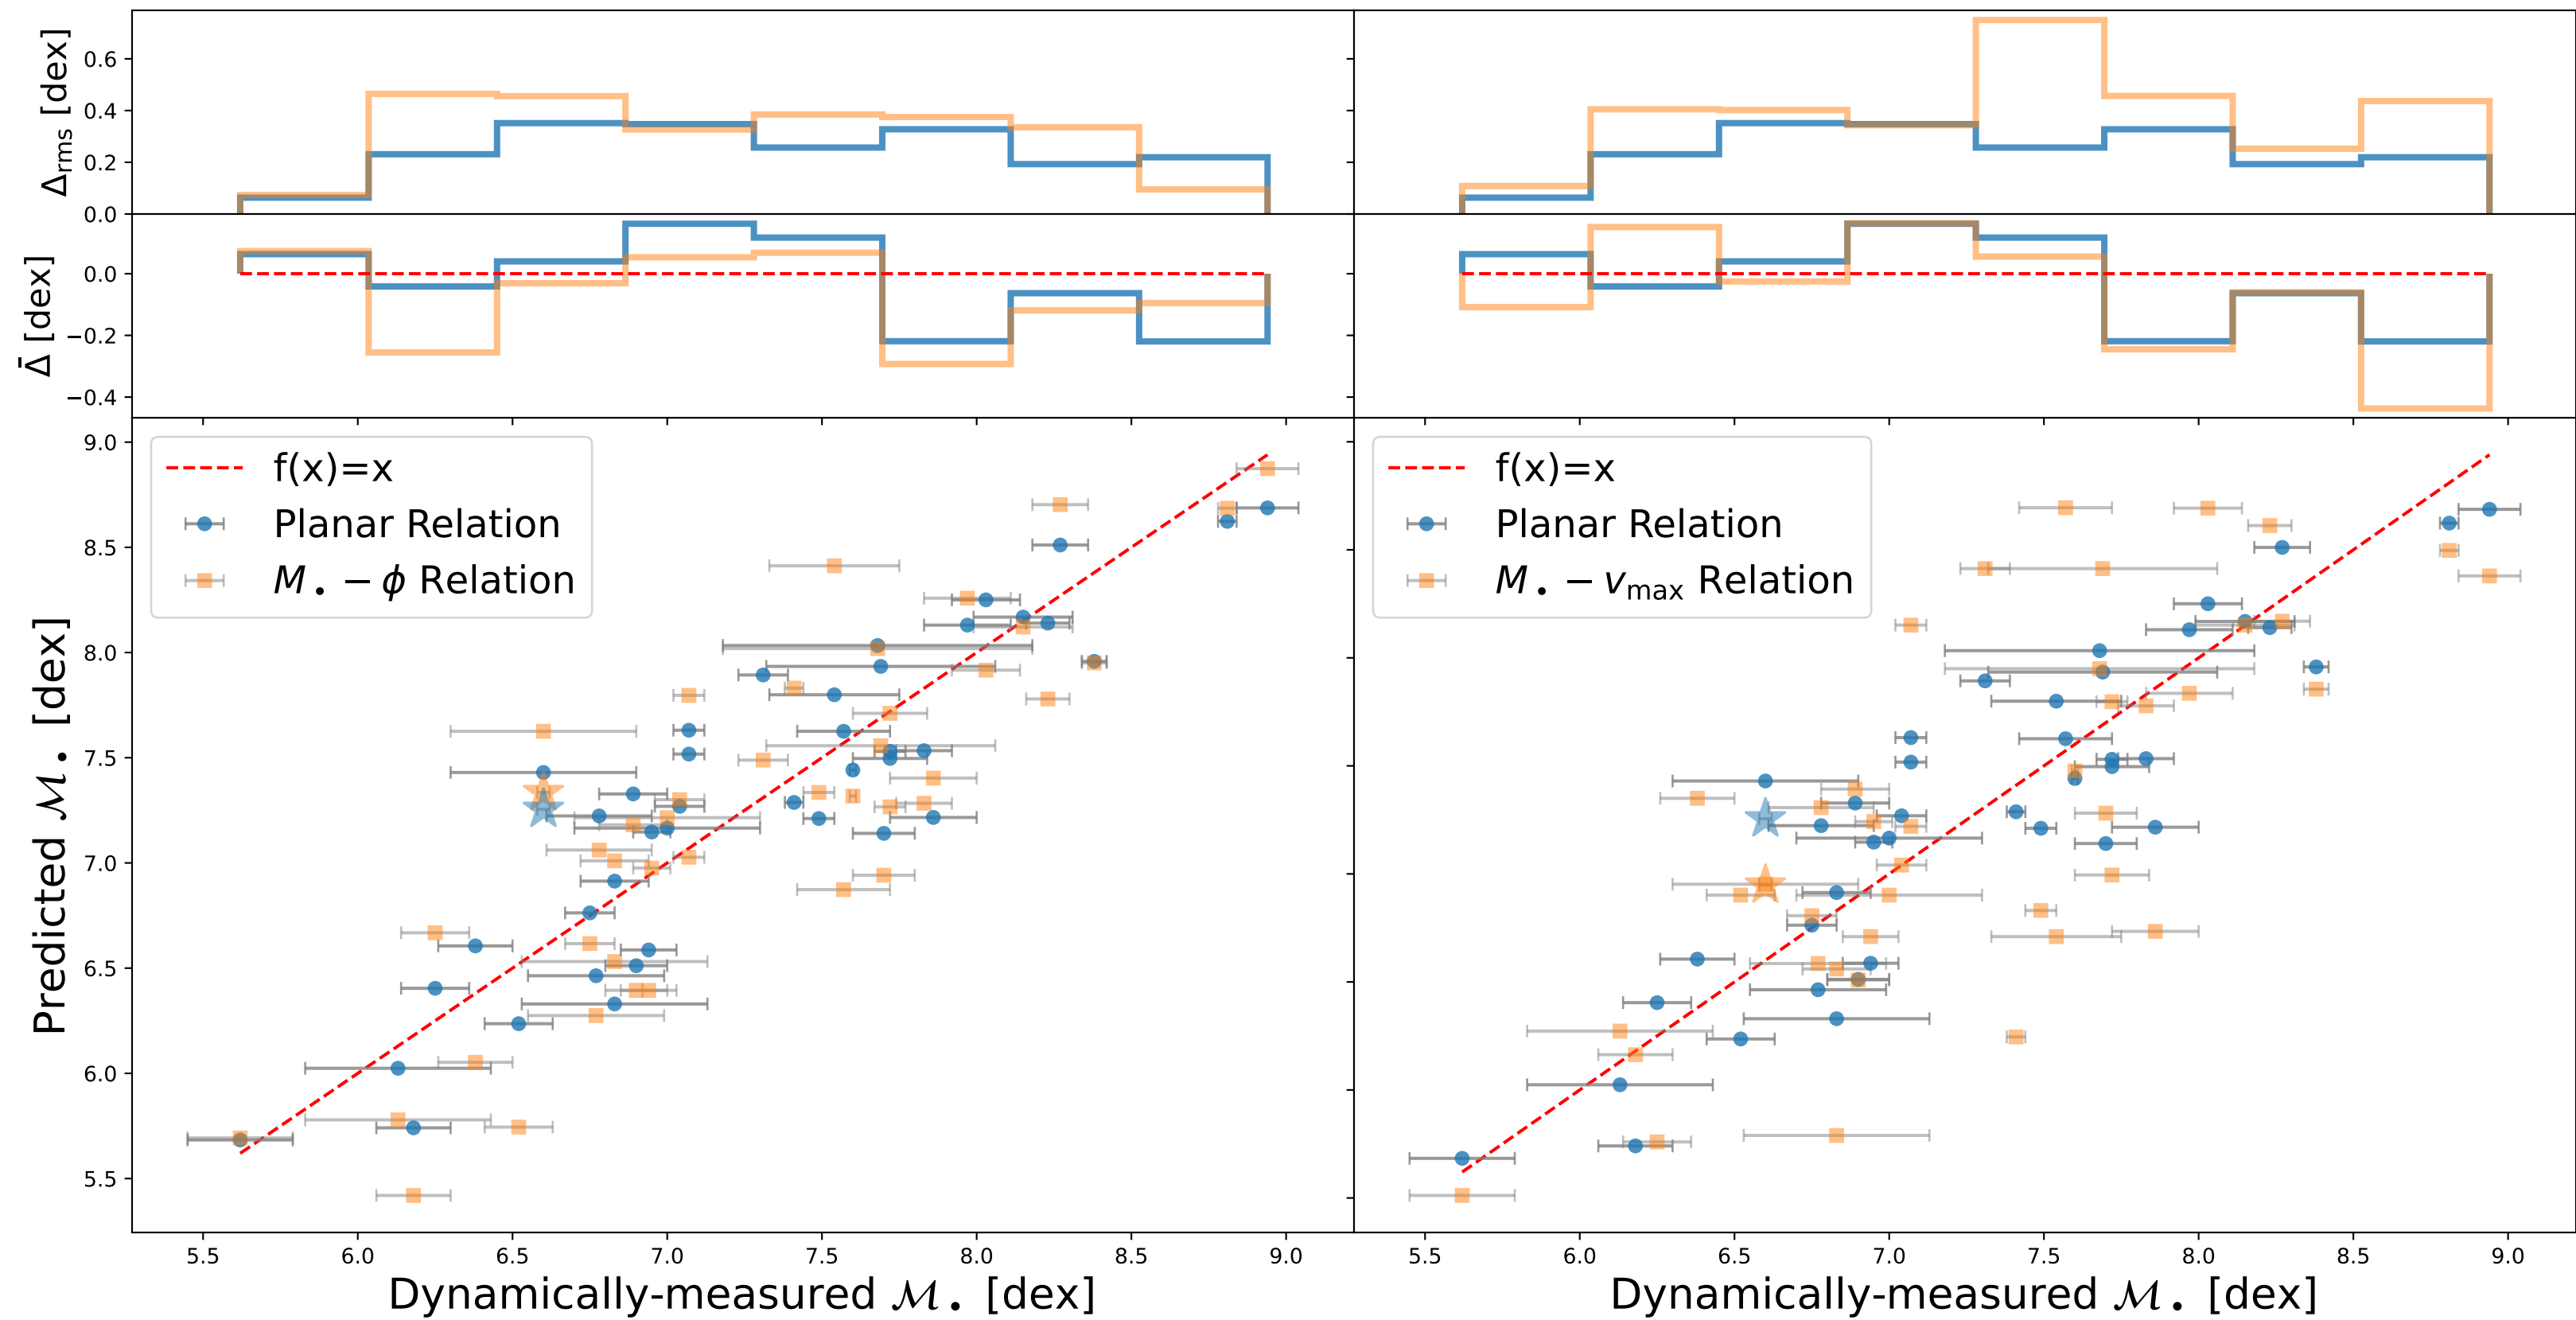 Δrms [dex]
0.6
0.4
0.2
0.0
Δ̄ [dex]
0.0
−0.2
−0.4
Predicted 𝓜• [dex]
9.0
8.5
8.0
7.5
7.0
6.5
6.0
5.5
f(x)=x
Planar Relation
M• − ϕ Relation
f(x)=x
Planar Relation
M• − vmax Relation
5.5 6.0 6.5 7.0 7.5 8.0 8.5 9.0
5.5 6.0 6.5 7.0 7.5 8.0 8.5 9.0
Dynamically-measured 𝓜• [dex]
Dynamically-measured 𝓜• [dex]